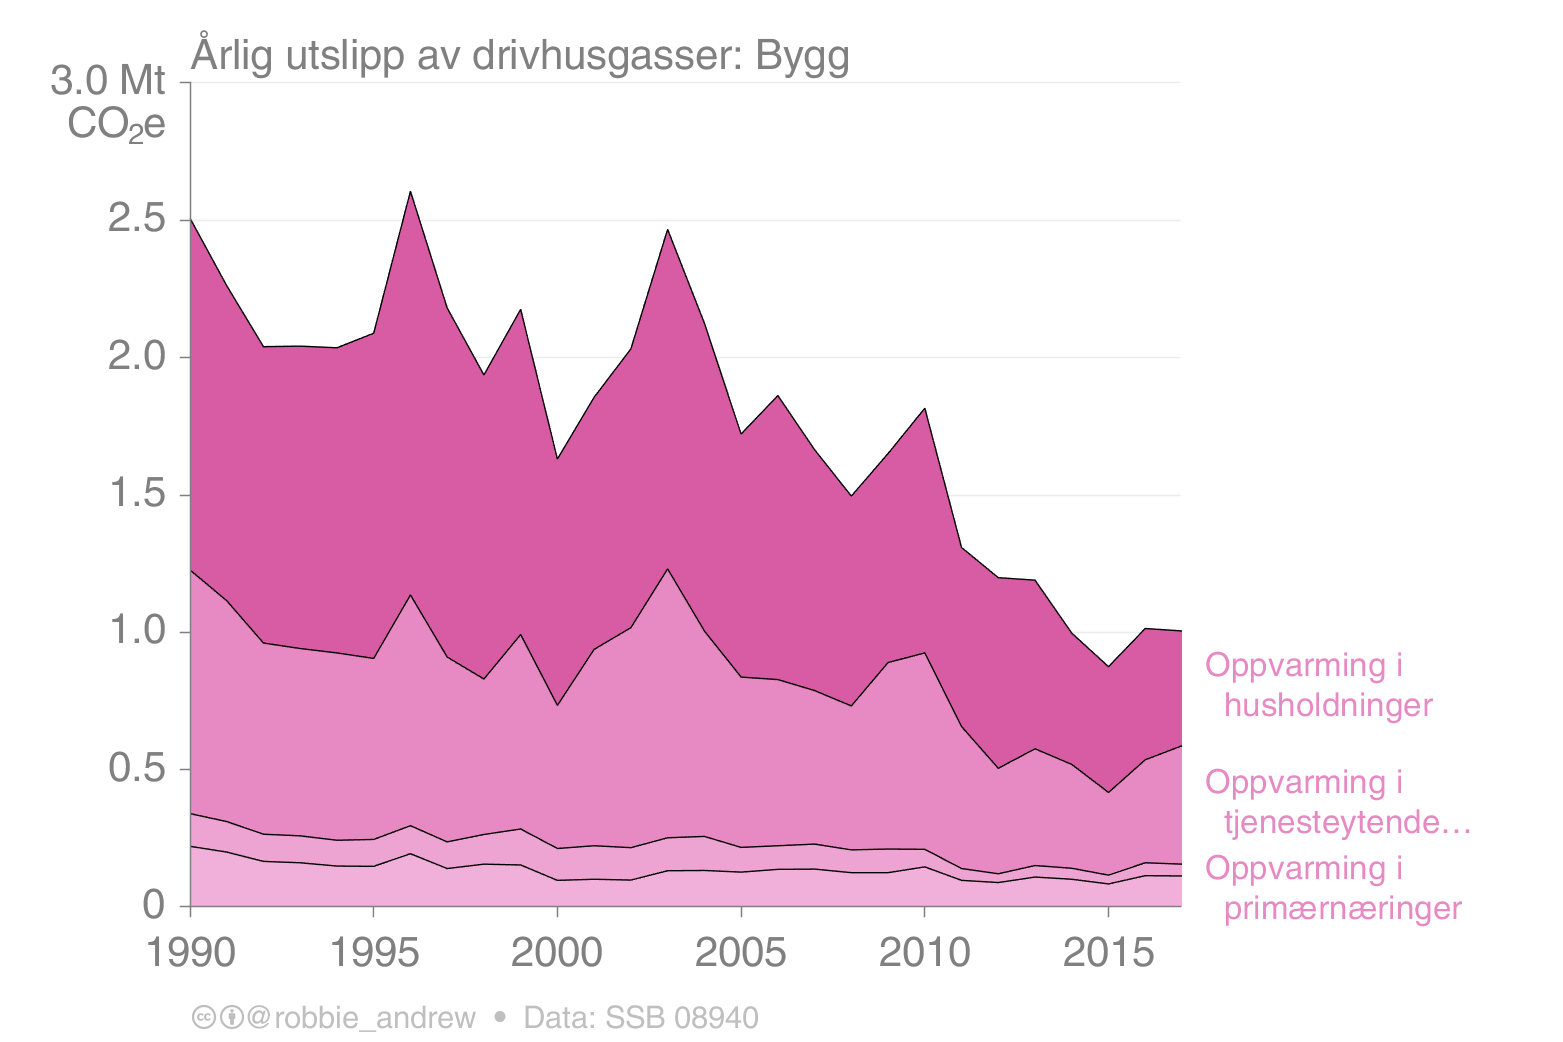 Årlig utslipp av drivhusgasser: Bygg
3.0 Mt
CO₂e
2.5
2.0
1.5
1.0
0.5
0
1990 1995 2000 2005 2010 2015
Oppvarming i
husholdninger
Oppvarming i
tjenesteytende…
Oppvarming i
primærnæringer
@robbie_andrew • Data: SSB 08940